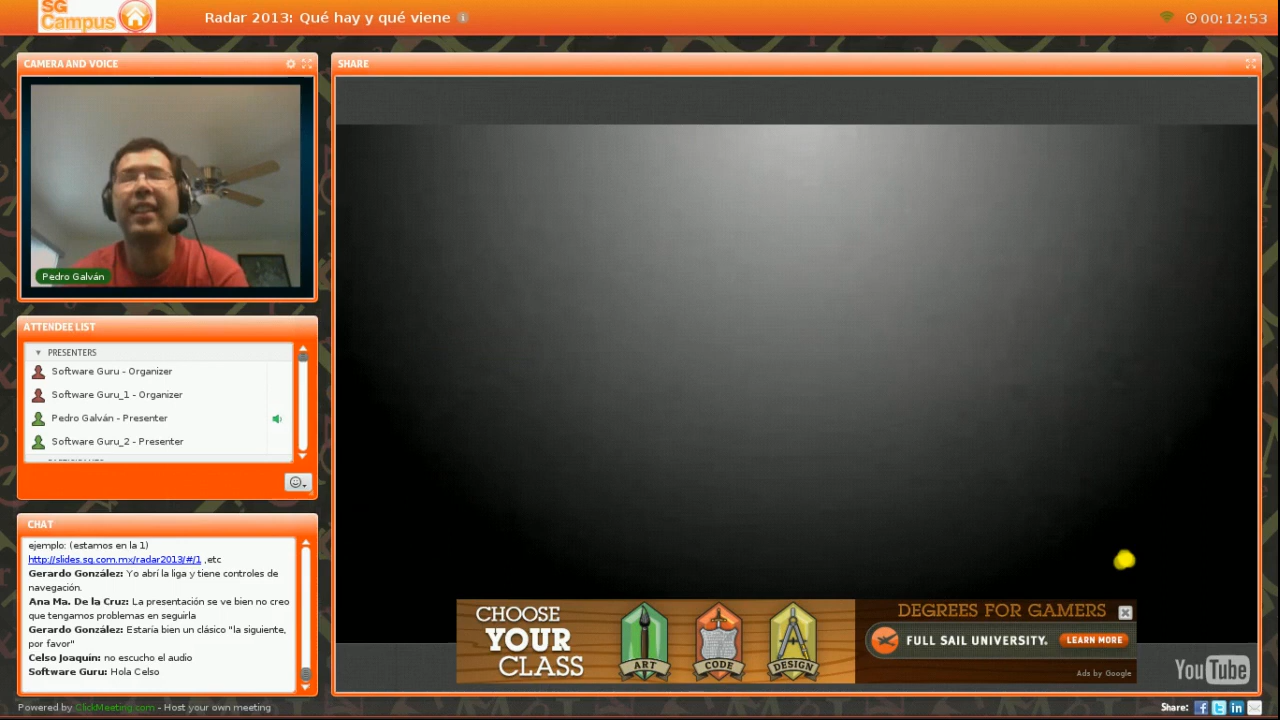 SG
Campus
Radar 2013: Qué hay y qué viene
00:12:53
CAMERA AND VOICE
Pedro Galván
ATTENDEE LIST
PRESENTERS
Software Guru - Organizer
Software Guru_1 - Organizer
Pedro Galván - Presenter
Software Guru_2 - Presenter
CHAT
ejemplo: (estamos en la 1)
http://slides.sg.com.mx/radar2013/#/1 ,etc
Gerardo González: Yo abrí la liga y tiene controles de
navegación.
Ana Ma. De la Cruz: La presentación se ve bien no creo
que tengamos problemas en seguirla
Gerardo González: Estaría bien un clásico "la siguiente,
por favor"
Celso Joaquín: no escucho el audio
Software Guru: Hola Celso
SHARE
CHOOSE
YOUR
CLASS
ART
CODE
DESIGN
DEGREES FOR GAMERS
FULL SAIL UNIVERSITY.
LEARN MORE
Ads by Google
YouTube
Powered by ClickMeeting.com - Host your own meeting
Share: